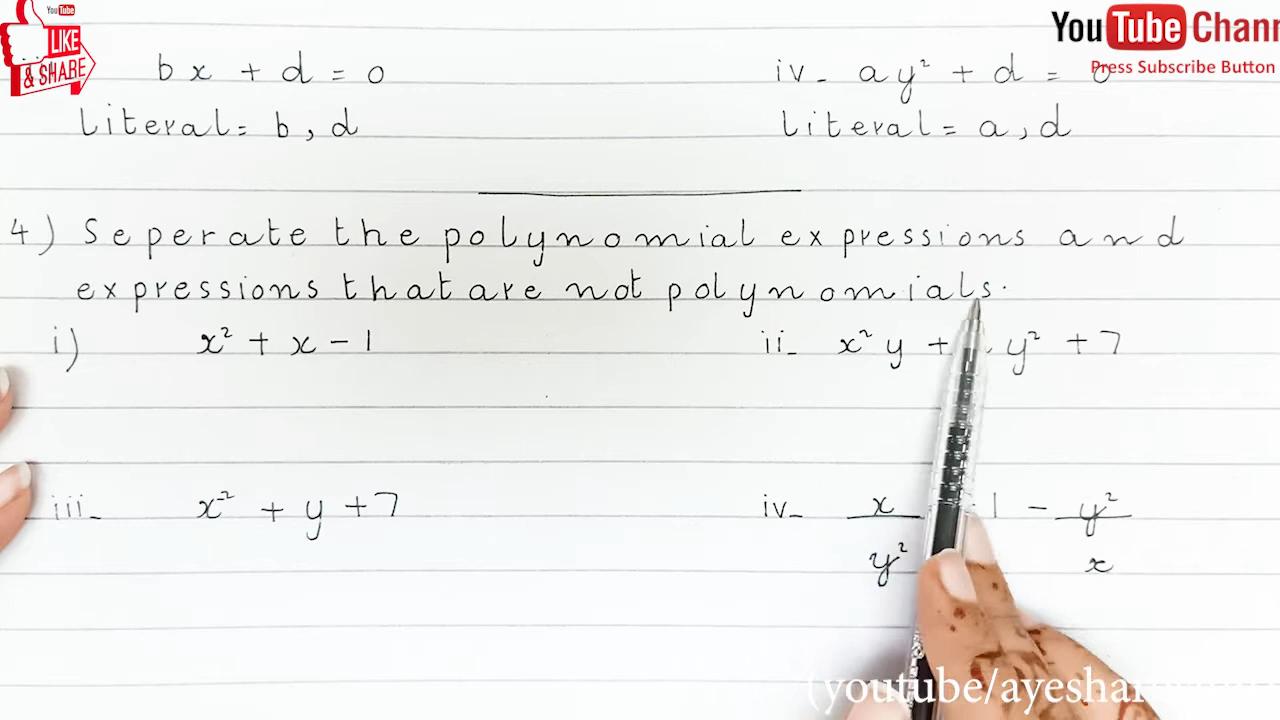 YouTube
LIKE
& SHARE
YouTube Chann
Press Subscribe Button
bx + d = 0
iv- ay² + d = 0
Literal = b, d
Literal = a, d
4) Seperate the polynomial expressions and
expressions that are not polynomials.
i) x² + x - 1
ii- x²y + y² + 7
iii- x⁻² + y + 7
iv- x/y² 1 - y²/x
(youtube/ayesha